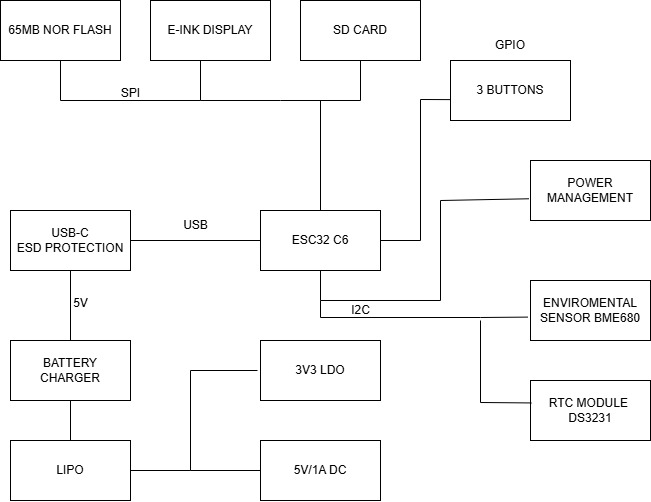 65MB NOR FLASH
E-INK DISPLAY
SD CARD
GPIO
3 BUTTONS
SPI
POWER
MANAGEMENT
USB-C
ESD PROTECTION
USB
ESC32 C6
I2C
ENVIROMENTAL
SENSOR BME680
5V
BATTERY
CHARGER
3V3 LDO
RTC MODULE
DS3231
LIPO
5V/1A DC